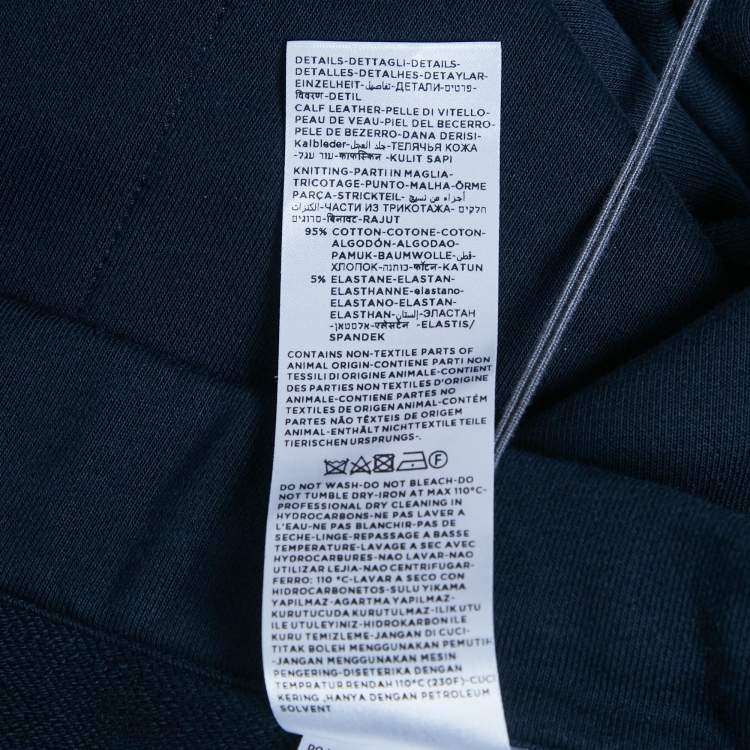 DETAILS-DETTAGLI-DETAILS-
DETALLES-DETALHES-DETAYLAR-
EINZELHEIT-تفاصيل-ДЕТАЛИ-פרטים-
विवरण-DETIL
CALF LEATHER-PELLE DI VITELLO-
PEAU DE VEAU-PIEL DEL BECERRO-
PELE DE BEZERRO-DANA DERISI-
Kalbleder-جلد العجل-ТЕЛЯЧЬЯ КОЖА
-עור עגל-काफस्किन-KULIT SAPI
KNITTING-PARTI IN MAGLIA-
TRICOTAGE-PUNTO-MALHA-ÖRME
PARÇA-STRICKTEIL-أجزاء من نسيج
الكنزات-ЧАСТИ ИЗ ТРИКОТАЖА-חלקים
סרוגים-बिनावट-RAJUT
95% COTTON-COTONE-COTON-
ALGODÓN-ALGODAO-
PAMUK-BAUMWOLLE-قطن-
ХЛОПОК-כותנה-कॉटन-KATUN
5% ELASTANE-ELASTAN-
ELASTHANNE-elastano-
ELASTANO-ELASTAN-
ELASTHAN-إلاستان-ЭЛАСТАН
-אלסטאן-एलेस्टेन-ELASTIS/
SPANDEK
CONTAINS NON-TEXTILE PARTS OF
ANIMAL ORIGIN-CONTIENE PARTI NON
TESSILI DI ORIGINE ANIMALE-CONTIENT
DES PARTIES NON TEXTILES D'ORIGINE
ANIMALE-CONTIENE PARTES NO
TEXTILES DE ORIGEN ANIMAL-CONTÉM
PARTES NÃO TÊXTEIS DE ORIGEM
ANIMAL-ENTHÄLT NICHTTEXTILE TEILE
TIERISCHEN URSPRUNGS-.
F
DO NOT WASH-DO NOT BLEACH-DO
NOT TUMBLE DRY-IRON AT MAX 110°C-
PROFESSIONAL DRY CLEANING IN
HYDROCARBONS-NE PAS LAVER A
L'EAU-NE PAS BLANCHIR-PAS DE
SECHE-LINGE-REPASSAGE A BASSE
TEMPERATURE-LAVAGE A SEC AVEC
HYDROCARBURES-NAO LAVAR-NAO
UTILIZAR LEJIA-NAO CENTRIFUGAR-
FERRO: 110 °C-LAVAR A SECO CON
HIDROCARBONETOS-SULU YIKAMA
YAPILMAZ-AGARTMA YAPILMAZ-
KURUTUCUDA KURUTULMAZ-ILIK UTU
ILE UTULEYINIZ-HIDROKARBON ILE
KURU TEMIZLEME-JANGAN DI CUCI-
TITAK BOLEH MENGGUNAKAN PEMUTIH
-JANGAN MENGGUNAKAN MESIN
PENGERING-DISETERIKA DENGAN
TEMPRATUR RENDAH 110°C (230F)-CUCI
KERING ,HANYA DENGAN PETROLEUM
SOLVENT